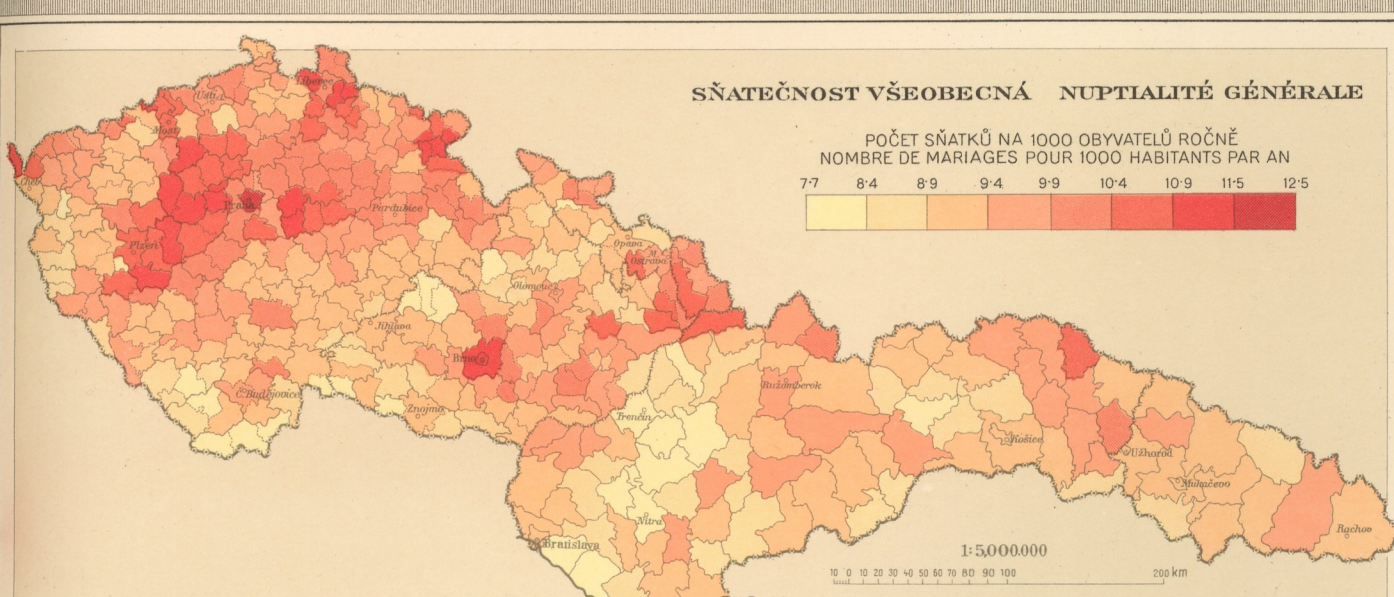 SŇATEČNOST VŠEOBECNÁ NUPTIALITÉ GÉNÉRALE
POČET SŇATKŮ NA 1000 OBYVATELŮ ROČNĚ
NOMBRE DE MARIAGES POUR 1000 HABITANTS PAR AN
7·7 8·4 8·9 9·4 9·9 10·4 10·9 11·5 12·5
Liberec
Ústí
Most
Cheb
Praha
Pardubice
Plzeň
Opava
M. Ostrava
Olomouc
Jihlava
Brno
Ružomberok
Č. Budějovice
Znojmo
Trenčín
Košice
Užhorod
Mukačevo
Nitra
Rachov
Bratislava
1:5,000.000
10 0 10 20 30 40 50 60 70 80 90 100 200 km